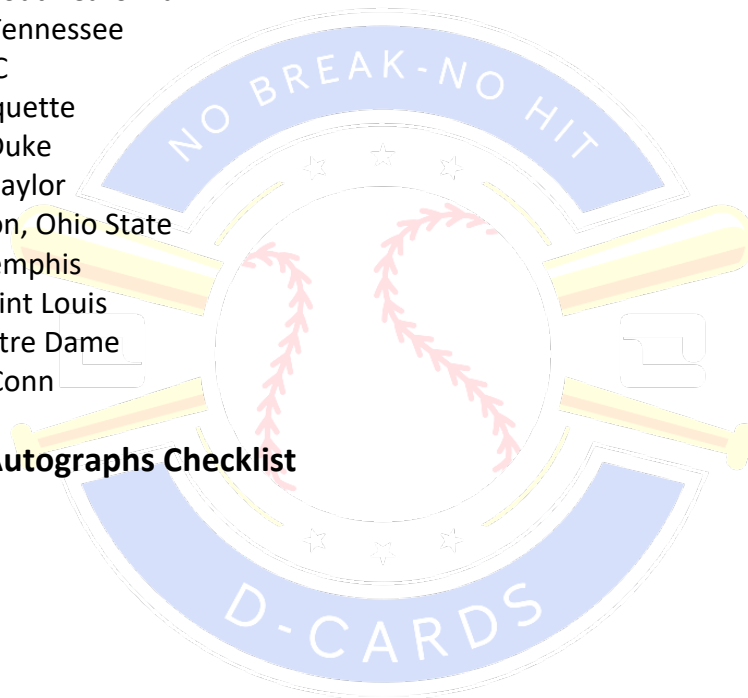 Tennessee
C
quette
Duke
aylor
on, Ohio State
emphis
int Louis
tre Dame
Conn
Autographs Checklist
NO BREAK-NO HIT
D-CARDS